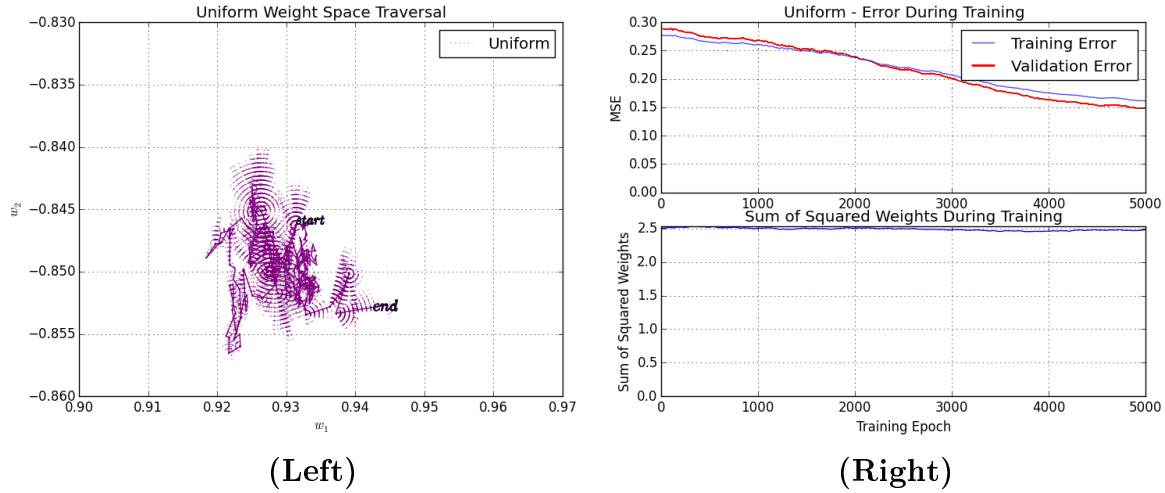 Uniform Weight Space Traversal
−0.830
−0.835
−0.840
−0.845
−0.850
−0.855
−0.860
w₂
Uniform
start
end
0.90 0.91 0.92 0.93 0.94 0.95 0.96 0.97
w₁
(Left)
Uniform - Error During Training
0.30
0.25
0.20
0.15
0.10
0.05
0.00
MSE
Training Error
Validation Error
0 1000 2000 3000 4000 5000
Sum of Squared Weights During Training
2.5
2.0
1.5
1.0
0.5
0.0
Sum of Squared Weights
0 1000 2000 3000 4000 5000
Training Epoch
(Right)